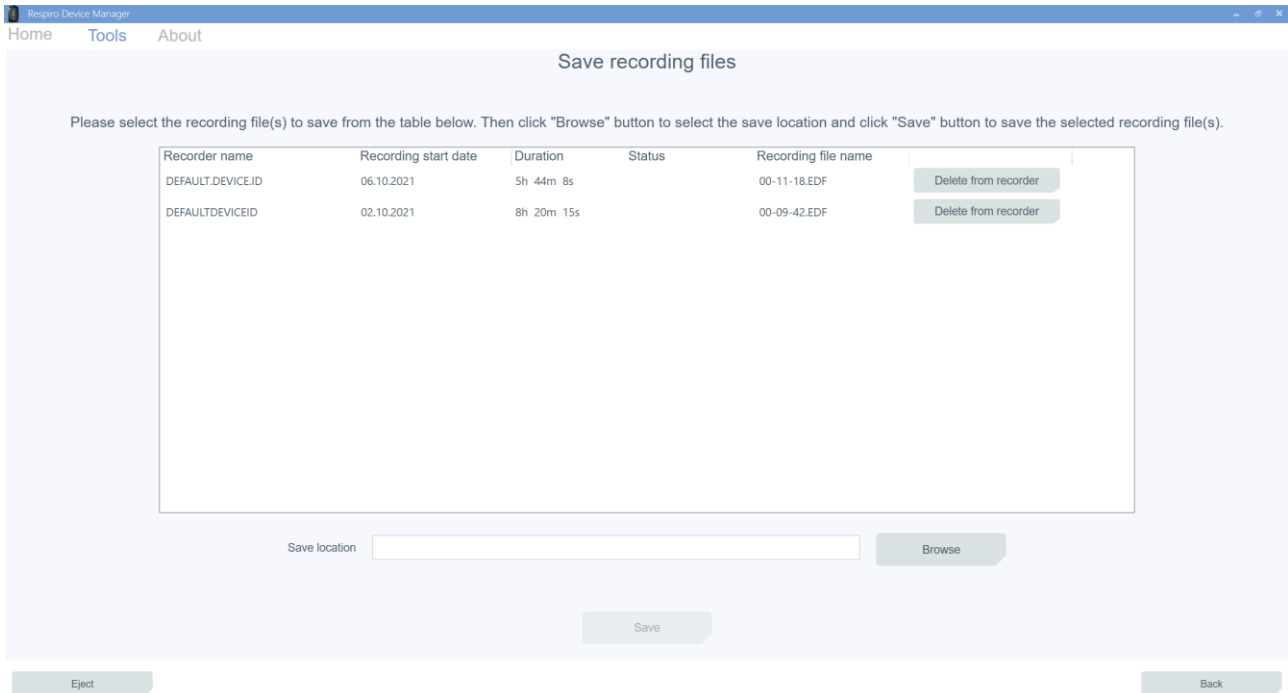 Respiro Device Manager
Home Tools About
Save recording files
Please select the recording file(s) to save from the table below. Then click "Browse" button to select the save location and click "Save" button to save the selected recording file(s).
Recorder name Recording start date Duration Status Recording file name
DEFAULT.DEVICE.ID 06.10.2021 5h 44m 8s 00-11-18.EDF Delete from recorder
DEFAULTDEVICEID 02.10.2021 8h 20m 15s 00-09-42.EDF Delete from recorder
Save location Browse
Save
Eject Back